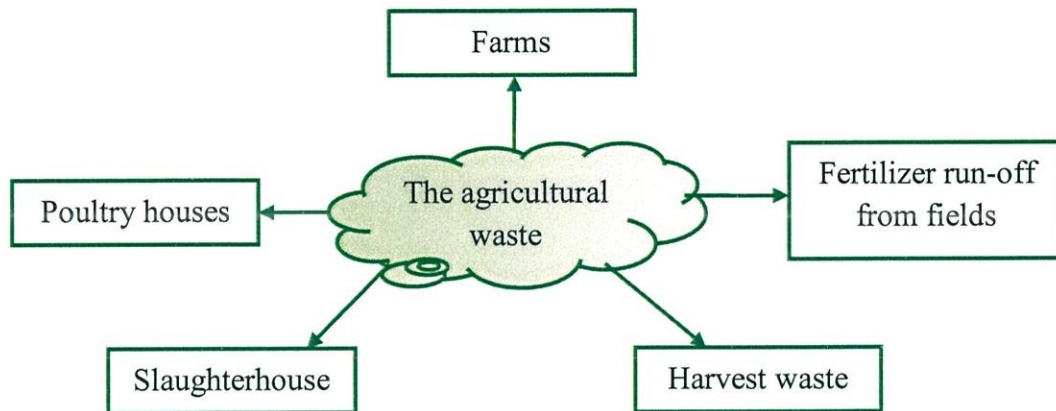 Farms
The agricultural
waste
Fertilizer run-off
from fields
Poultry houses
Slaughterhouse
Harvest waste